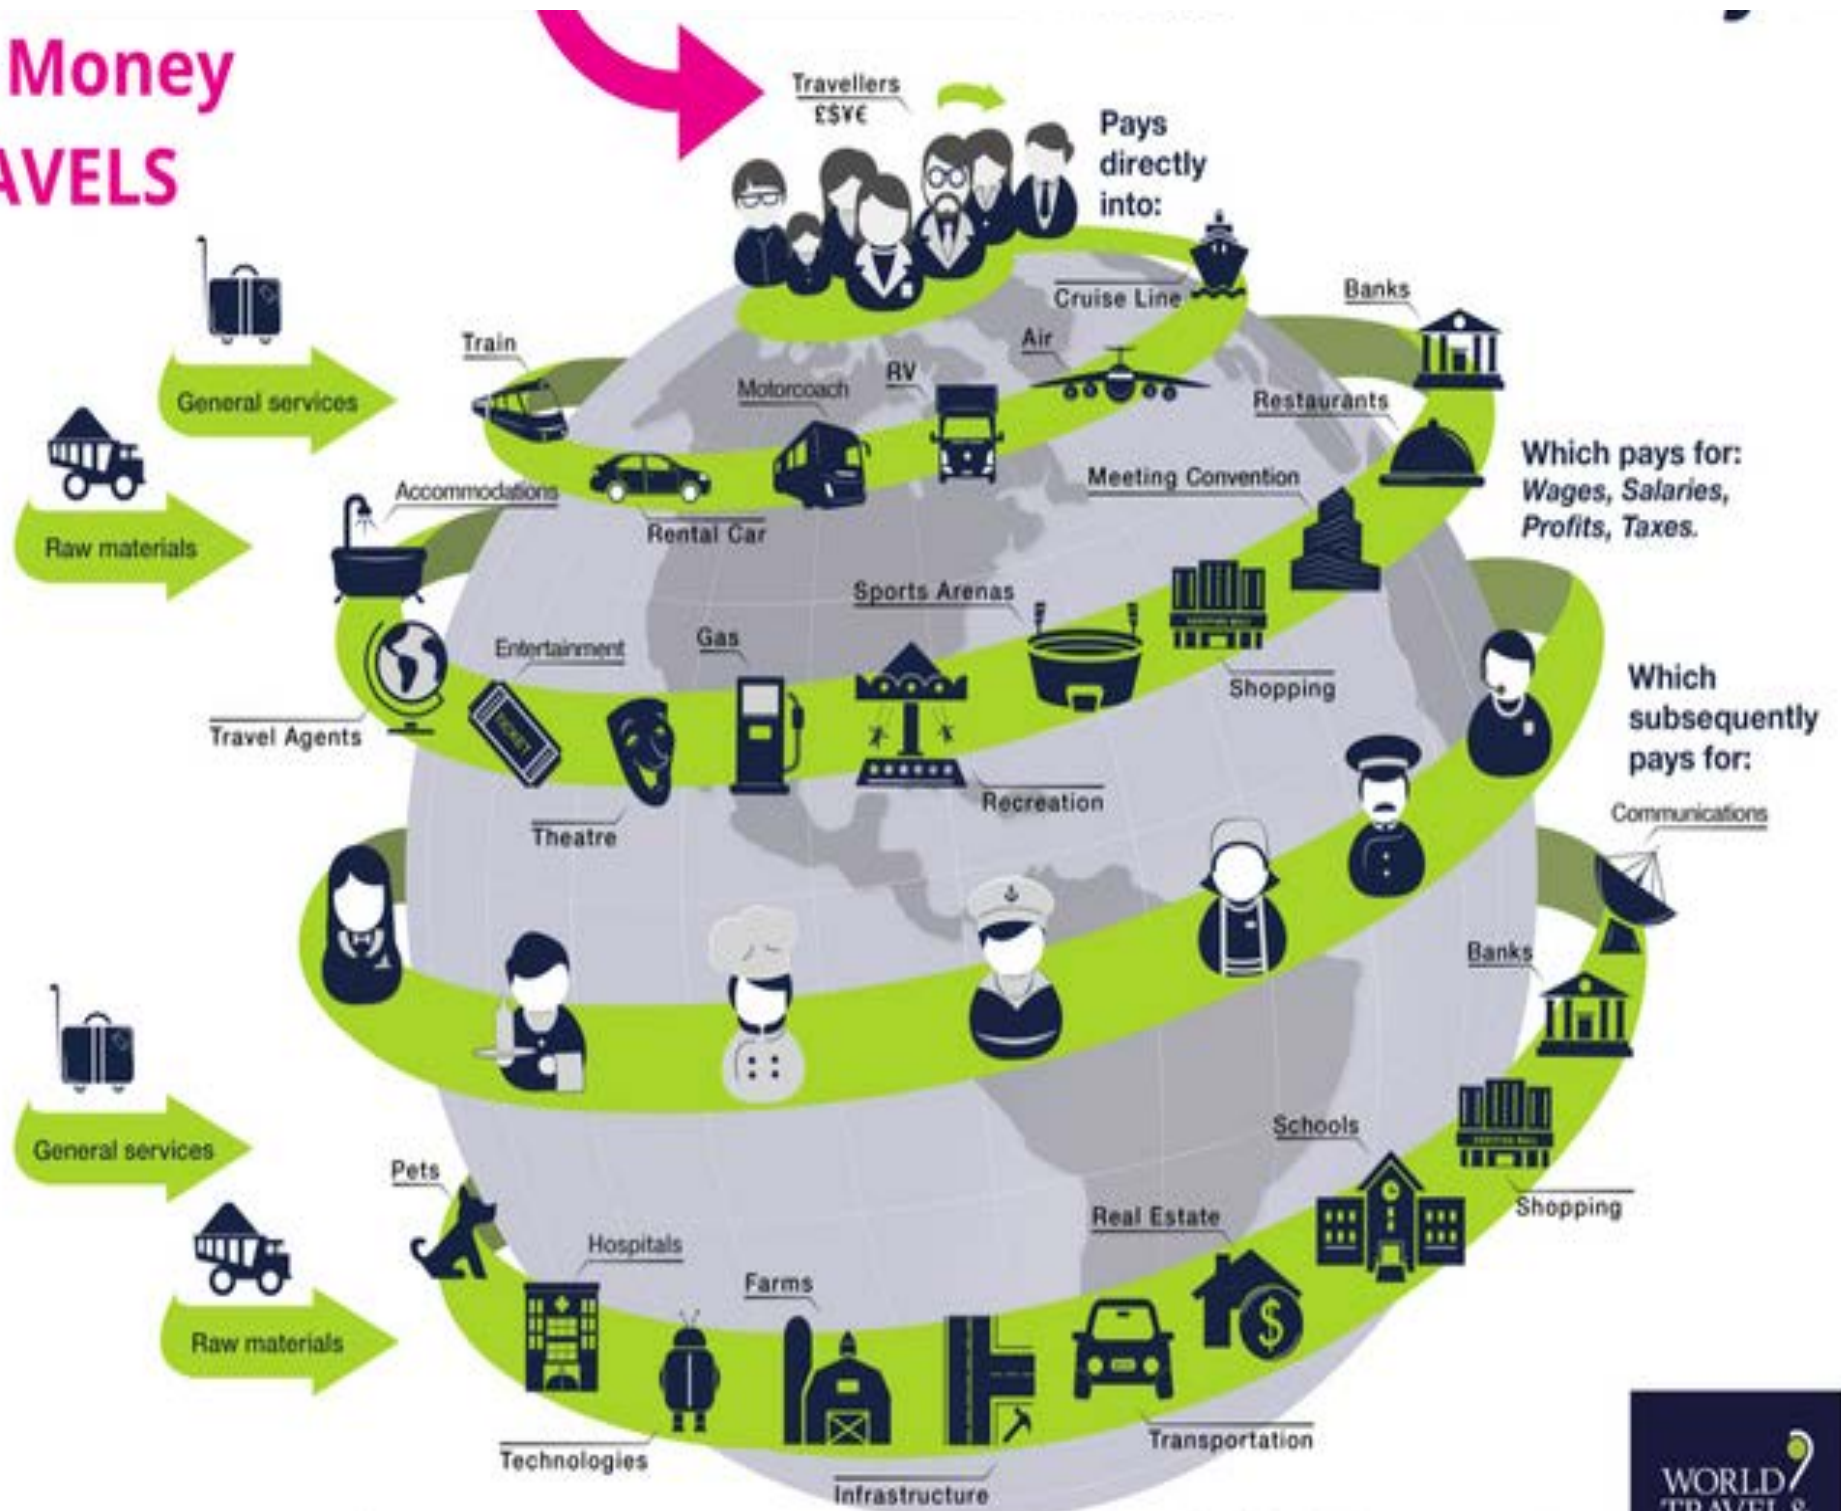 Money
AVELS
Travellers
£$¥€
Pays
directly
into:
Cruise Line
Air
RV
Motorcoach
Train
Rental Car
General services
Raw materials
Banks
Restaurants
Meeting Convention
Shopping
Sports Arenas
Recreation
Gas
Theatre
Entertainment
TICKET
Travel Agents
Accommodations
Which pays for:
Wages, Salaries,
Profits, Taxes.
Which
subsequently
pays for:
Communications
Banks
Shopping
Schools
Real Estate
Transportation
Infrastructure
Farms
Technologies
Hospitals
Pets
General services
Raw materials
$
WORLD
TRAVELS